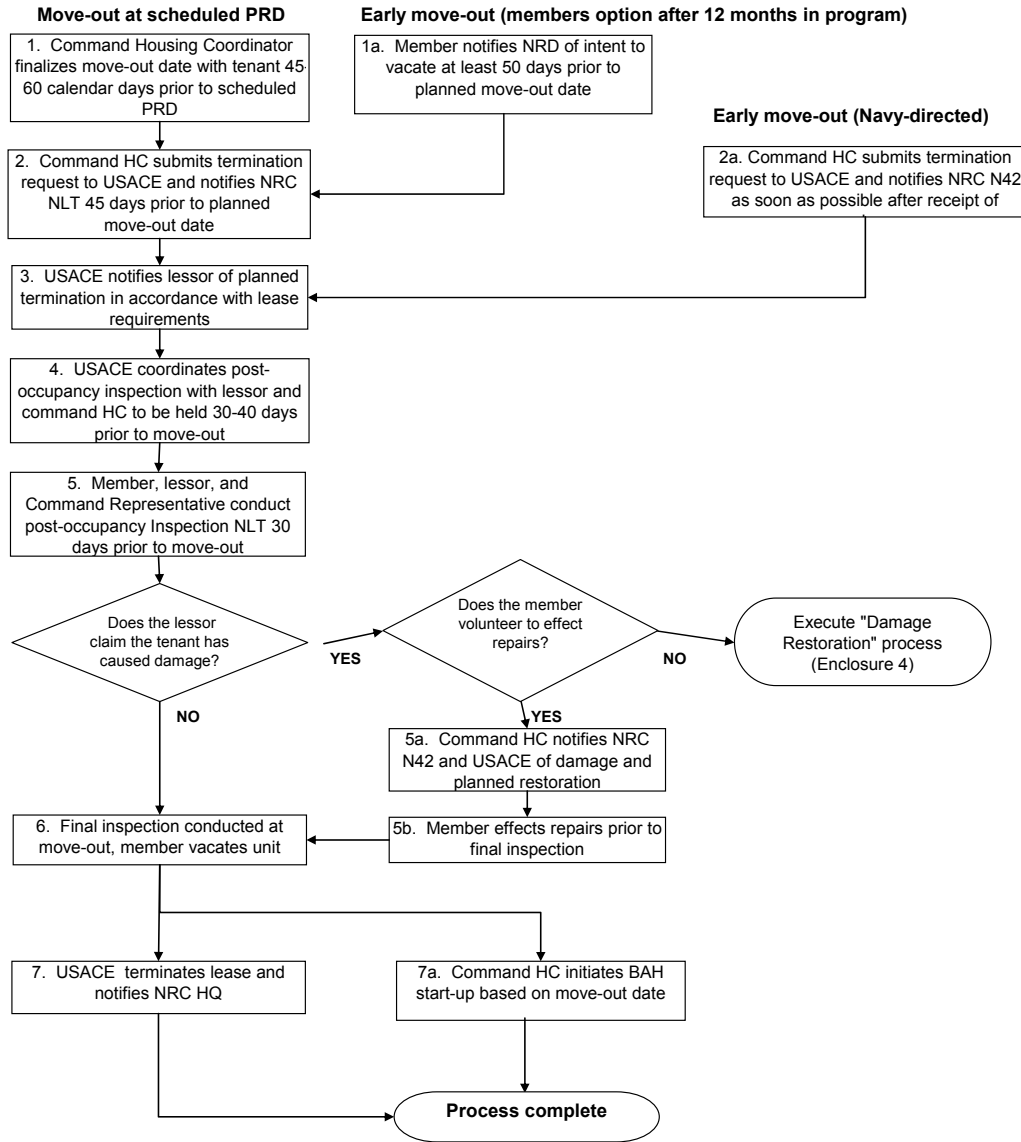 Move-out at scheduled PRD
Early move-out (members option after 12 months in program)
1. Command Housing Coordinator
finalizes move-out date with tenant 45-
60 calendar days prior to scheduled
PRD
1a. Member notifies NRD of intent to
vacate at least 50 days prior to
planned move-out date
Early move-out (Navy-directed)
2. Command HC submits termination
request to USACE and notifies NRC
NLT 45 days prior to planned
move-out date
2a. Command HC submits termination
request to USACE and notifies NRC N42
as soon as possible after receipt of
3. USACE notifies lessor of planned
termination in accordance with lease
requirements
4. USACE coordinates post-
occupancy inspection with lessor and
command HC to be held 30-40 days
prior to move-out
5. Member, lessor, and
Command Representative conduct
post-occupancy Inspection NLT 30
days prior to move-out
Does the lessor
claim the tenant has
caused damage?
YES
Does the member
volunteer to effect
repairs?
NO
Execute "Damage
Restoration" process
(Enclosure 4)
NO
YES
5a. Command HC notifies NRC
N42 and USACE of damage and
planned restoration
6. Final inspection conducted at
move-out, member vacates unit
5b. Member effects repairs prior to
final inspection
7. USACE terminates lease and
notifies NRC HQ
7a. Command HC initiates BAH
start-up based on move-out date
Process complete